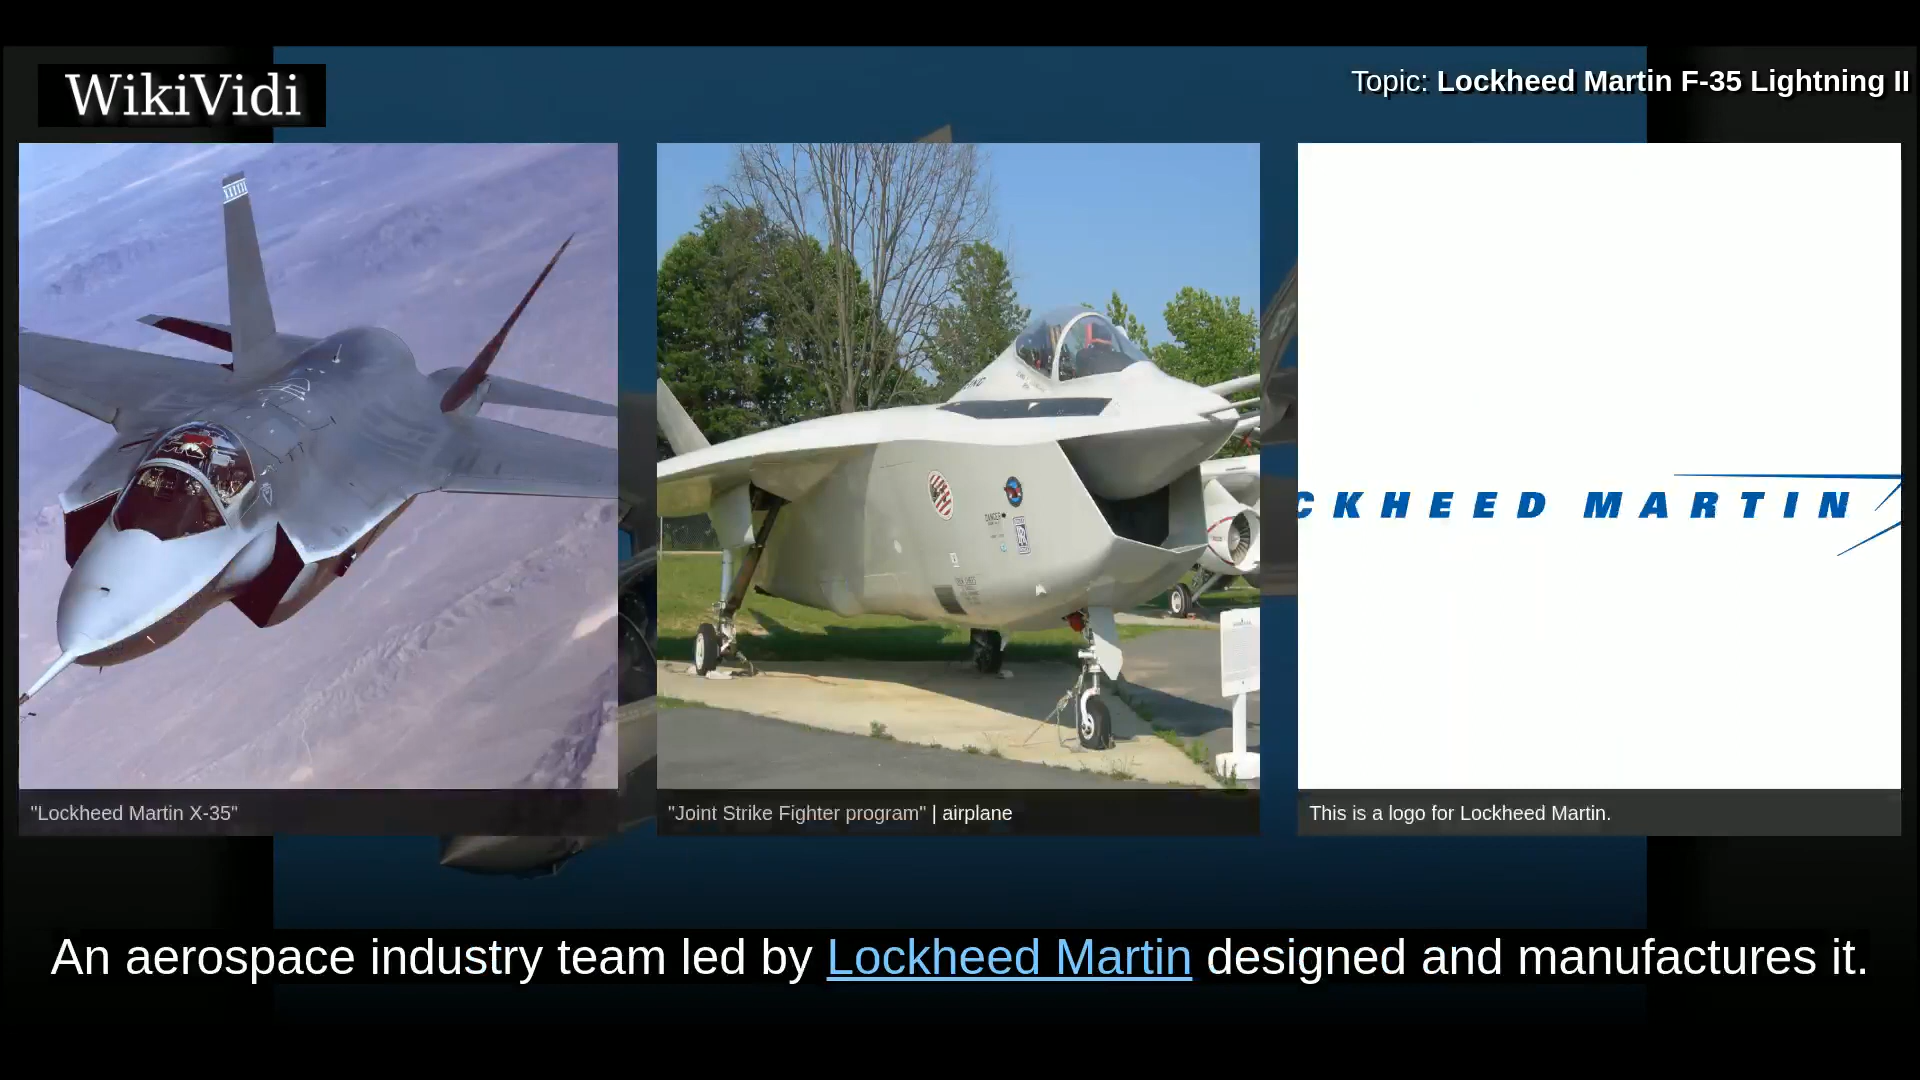 WikiVidi
Topic: Lockheed Martin F-35 Lightning II
CKHEED MARTIN
"Lockheed Martin X-35"
"Joint Strike Fighter program" | airplane
This is a logo for Lockheed Martin.
An aerospace industry team led by Lockheed Martin designed and manufactures it.